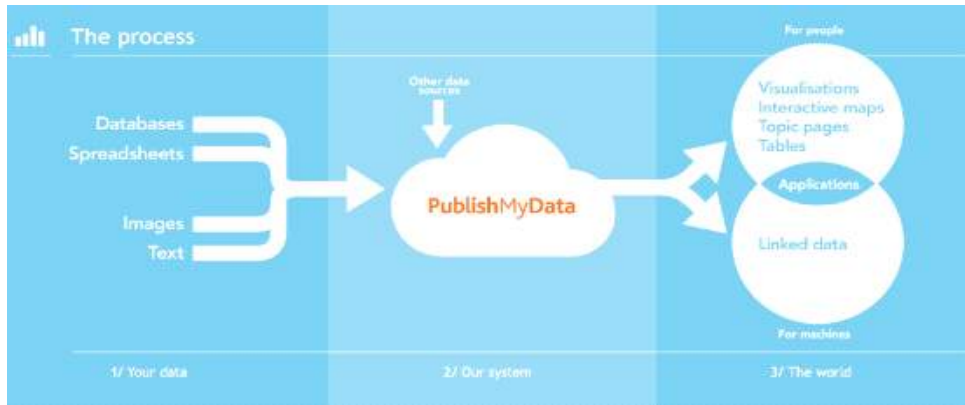 The process
For people
Other data
sources
Visualisations
Interactive maps
Topic pages
Tables
Databases
Spreadsheets
Applications
PublishMyData
Images
Text
Linked data
For machines
1/ Your data
2/ Our system
3/ The world